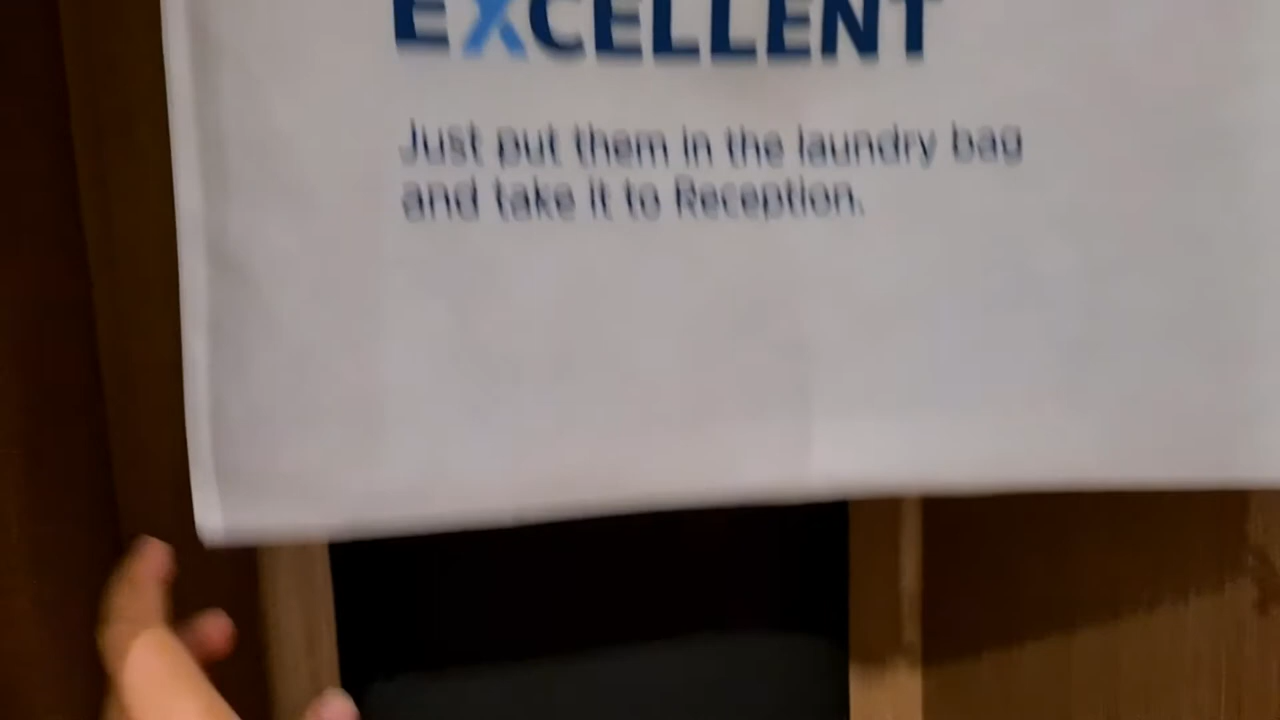 EXCELLENT
Just put them in the laundry bag
and take it to Reception.